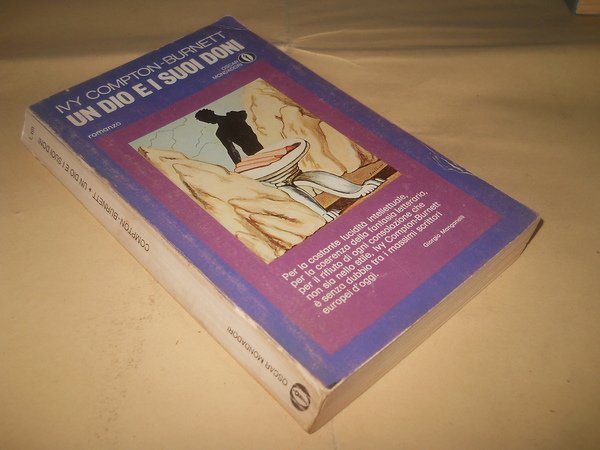 IVY COMPTON-BURNETT
UN DIO E I SUOI DONI
romanzo
OSCAR
MONDADORI
Per la costante lucidità intellettuale,
per la coerenza della fantasia letteraria,
per il rifiuto di ogni consolazione che
non sia nello stile, Ivy Compton-Burnett
è senza dubbio tra i massimi scrittori
europei d'oggi.
Giorgio Manganelli
COMPTON-BURNETT • UN DIO E I SUOI DONI
OSCAR MONDADORI